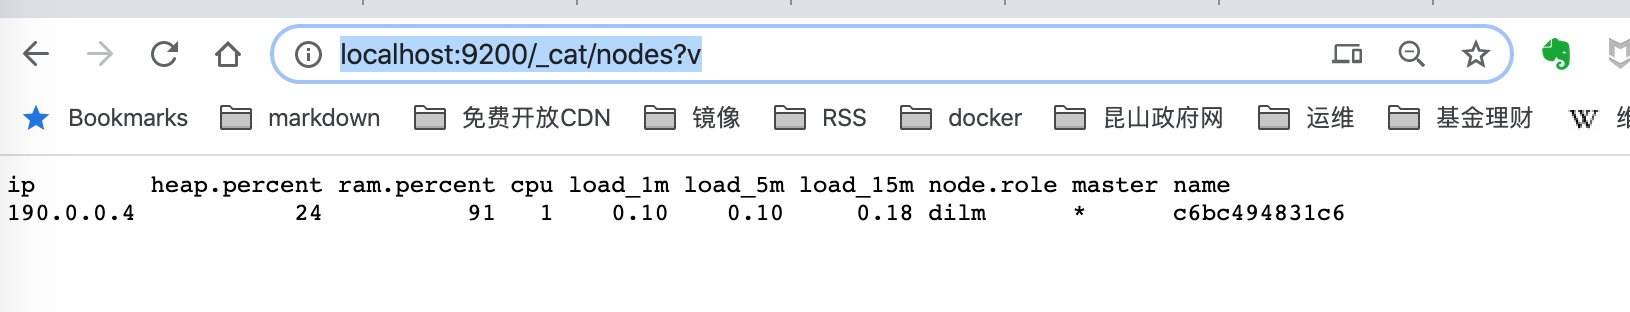 localhost:9200/_cat/nodes?v
Bookmarks markdown 免费开放CDN 镜像 RSS docker 昆山政府网 运维 基金理财 W
ip heap.percent ram.percent cpu load_1m load_5m load_15m node.role master name
190.0.0.4 24 91 1 0.10 0.10 0.18 dilm * c6bc494831c6